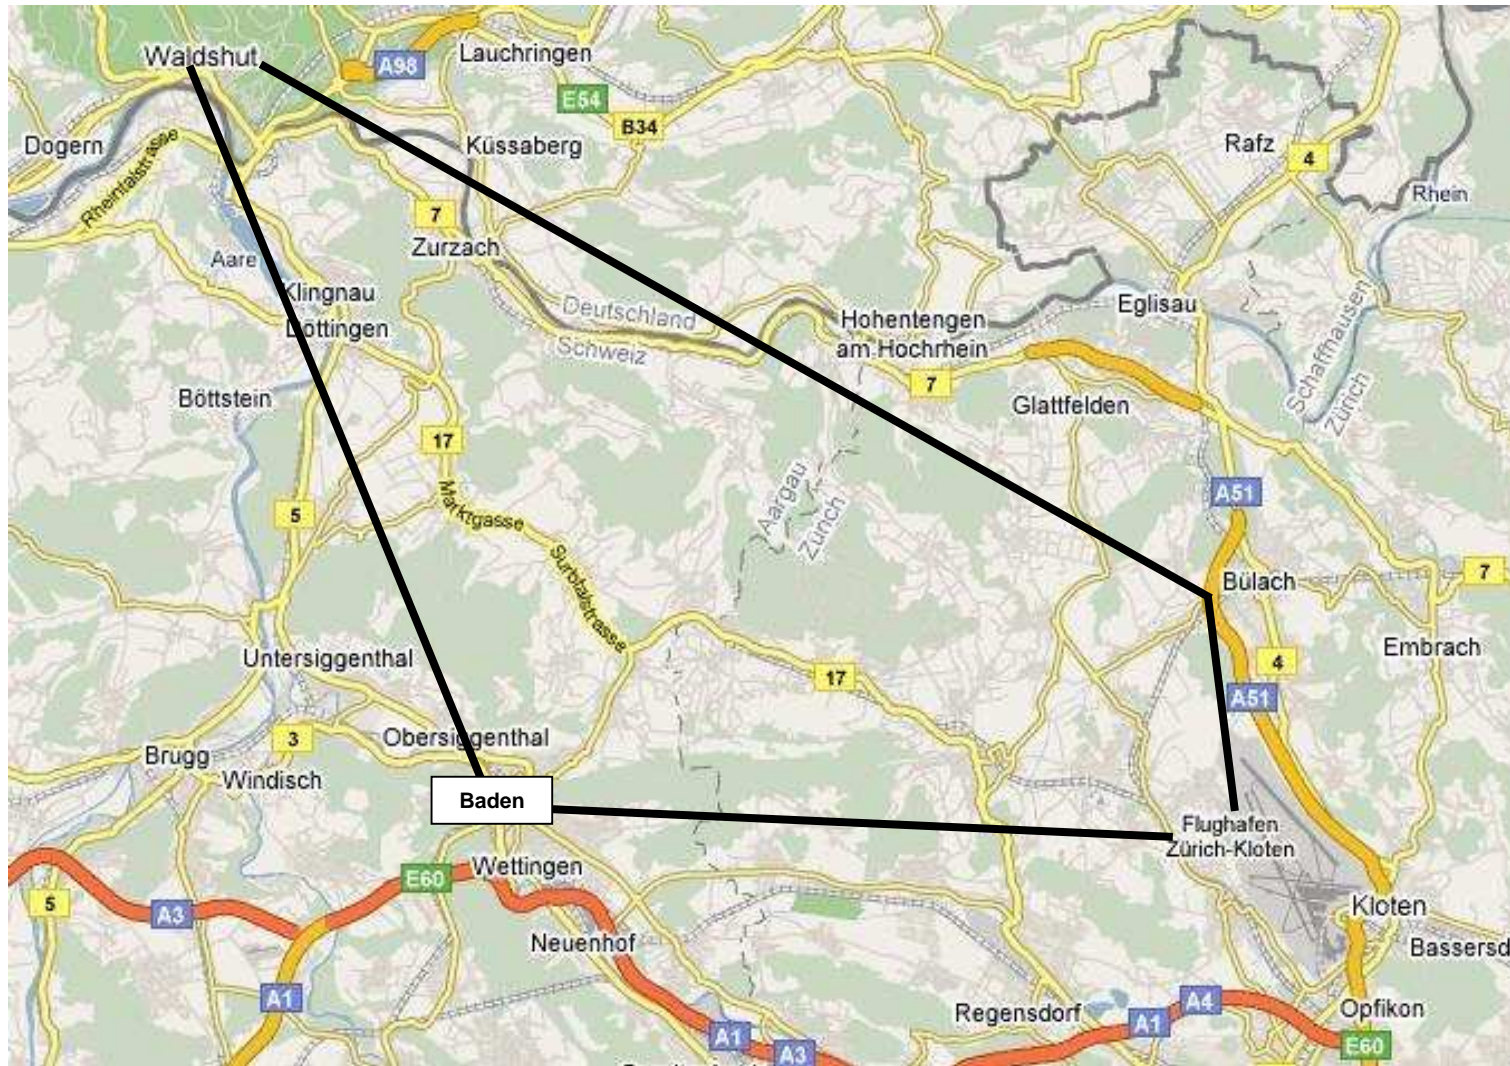 Waldshut
A98
Lauchringen
E54
B34
Dogern
Rheintalstrasse
Küssaberg
Rafz
4
Rhein
7
Zurzach
Aare
Klingnau
Döttingen
Deutschland
Schweiz
Hohentengen
am Hochrhein
Eglisau
Schaffhausen
Zürich
7
Böttstein
Glattfelden
17
Marktgasse
5
Aargau
Zürich
A51
Surbtalstrasse
Bülach
7
Untersiggenthal
Embrach
4
17
A51
3
Obersiggenthal
Brugg
Windisch
Baden
Flughafen
Zürich-Kloten
Wettingen
E60
5
A3
Kloten
Neuenhof
Bassersd
A1
Regensdorf
A4
Opfikon
A1
A1
A3
E60